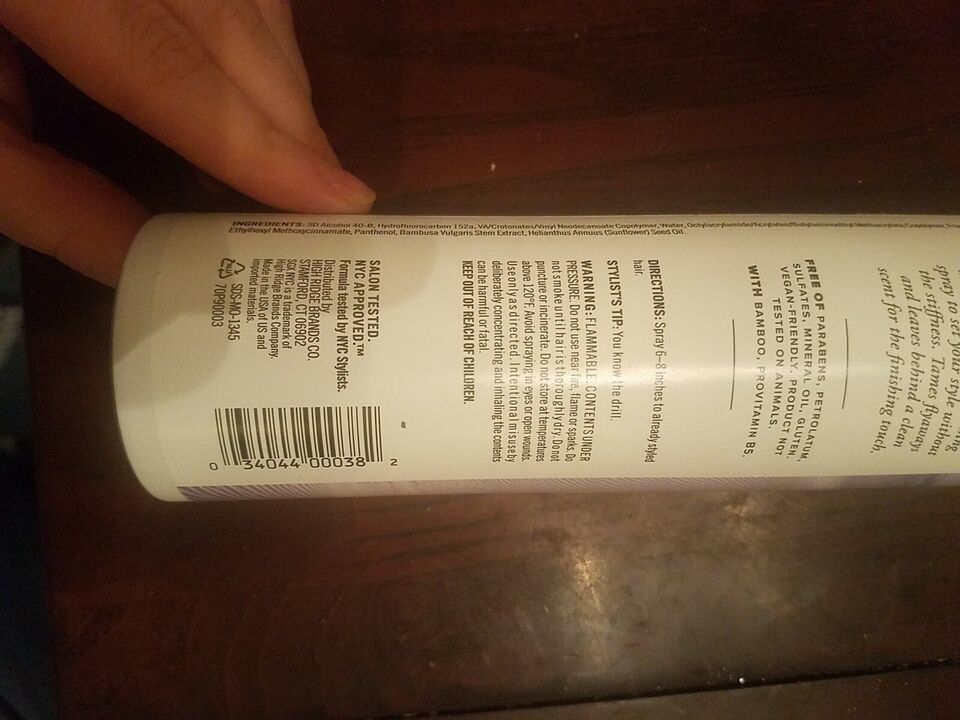 spray to set your style
the stiffness. Tames flyaways
and leaves behind a clean
scent for the finishing touch.
FREE OF PARABENS, PETROLATUM,
SULFATES, MINERAL OIL, GLUTEN.
VEGAN-FRIENDLY. PRODUCT NOT
TESTED ON ANIMALS.
WITH BAMBOO, PROVITAMIN B5.
DIRECTIONS: Spray 6–8 inches to already styled
hair.
STYLIST'S TIP: You know the drill.
WARNING: FLAMMABLE. CONTENTS UNDER
PRESSURE. Do not use near fire, flame or sparks. Do
not smoke until hair is thoroughly dry. Do not
puncture or incinerate. Do not store at temperatures
above 120°F. Avoid spraying in eyes or open wounds.
Use only as directed. Intentional misuse by
deliberately concentrating and inhaling the contents
can be harmful or fatal.
KEEP OUT OF REACH OF CHILDREN.
SALON TESTED.
NYC APPROVED.™
Formula tested by NYC Stylists.
Distributed by
HIGH RIDGE BRANDS CO.
STAMFORD, CT 06902
SGX NYC is a trademark of
High Ridge Brands Company.
Made in the USA of US and
imported materials.
SDS-MO-1345
70P90003
0 34044 00038 2
INGREDIENTS: SD Alcohol 40-B, Hydrofluorocarbon 152a, VA/Crotonates/Vinyl Neodecanoate Copolymer, Water,
Ethylhexyl Methoxycinnamate, Panthenol, Bambusa Vulgaris Stem Extract, Helianthus Annuus (Sunflower) Seed Oil.